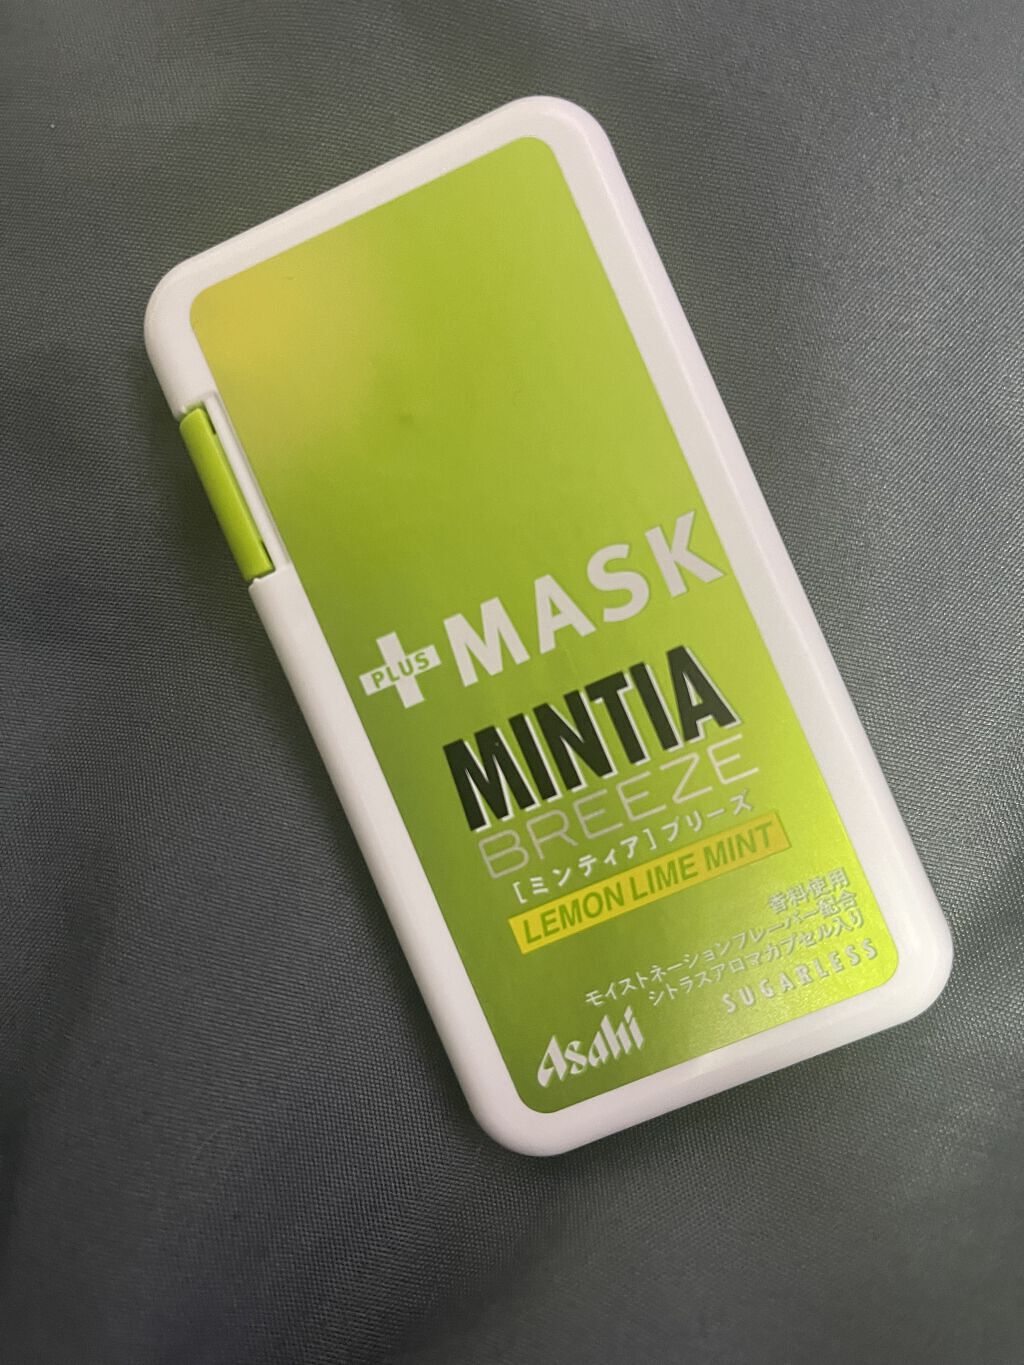 PLUS MASK
MINTIA
BREEZE
[ミンティア]ブリーズ
LEMON LIME MINT
香料使用
モイストネーションフレーバー配合
シトラスアロマカプセル入り
SUGARLESS
Asahi